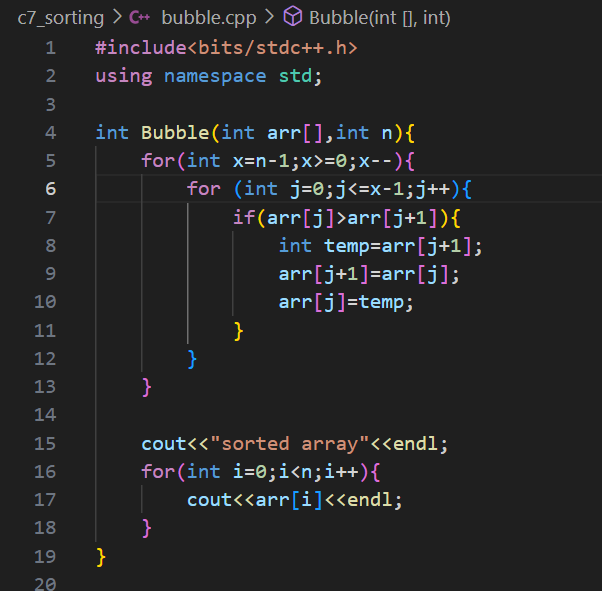 c7_sorting > C++ bubble.cpp > Bubble(int [], int)
1 #include<bits/stdc++.h>
2 using namespace std;
3
4 int Bubble(int arr[],int n){
5     for(int x=n-1;x>=0;x--){
6         for (int j=0;j<=x-1;j++){
7             if(arr[j]>arr[j+1]){
8                 int temp=arr[j+1];
9                 arr[j+1]=arr[j];
10                 arr[j]=temp;
11             }
12         }
13     }
14
15     cout<<"sorted array"<<endl;
16     for(int i=0;i<n;i++){
17         cout<<arr[i]<<endl;
18     }
19 }
20